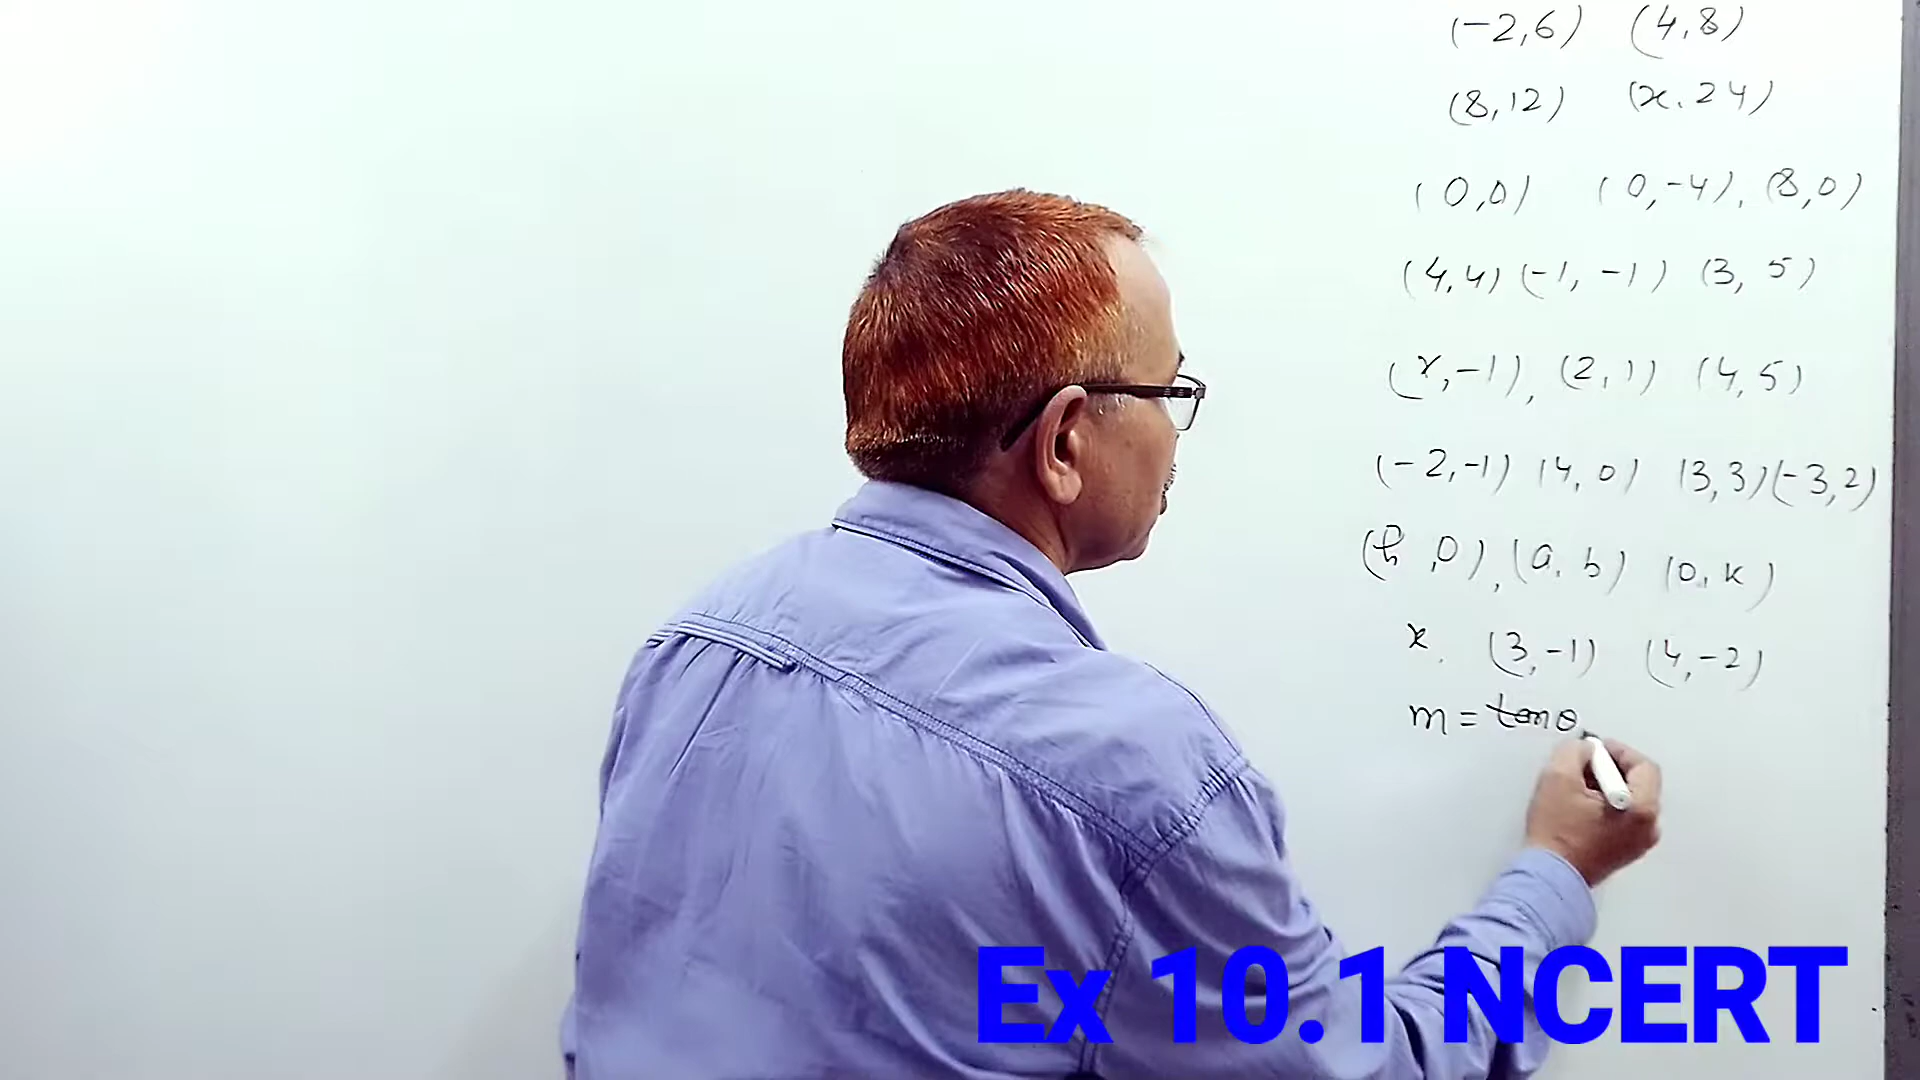 (-2,6) (4,8)
(8,12) (x.24)
(0,0) (0,-4), (8,0)
(4,4) (-1, -1) (3, 5)
(x,-1), (2,1) (4,5)
(-2,-1) (4,0) (3,3) (-3,2)
(h,0), (a,b) (0,k)
x. (3,-1) (4,-2)
m = tanθ
Ex 10.1 NCERT